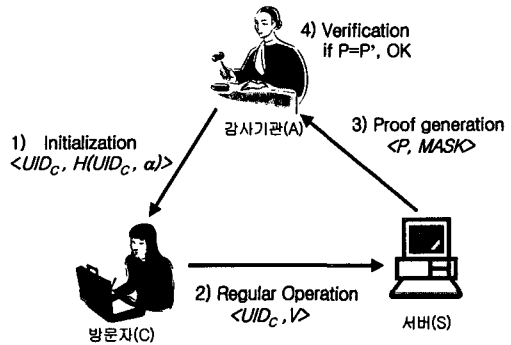 4) Verification
if P=P’, OK
감사기관(A)
1) Initialization
<UIDC, H(UIDC, α)>
3) Proof generation
<P, MASK>
2) Regular Operation
<UIDC ,V>
방문자(C)
서버(S)